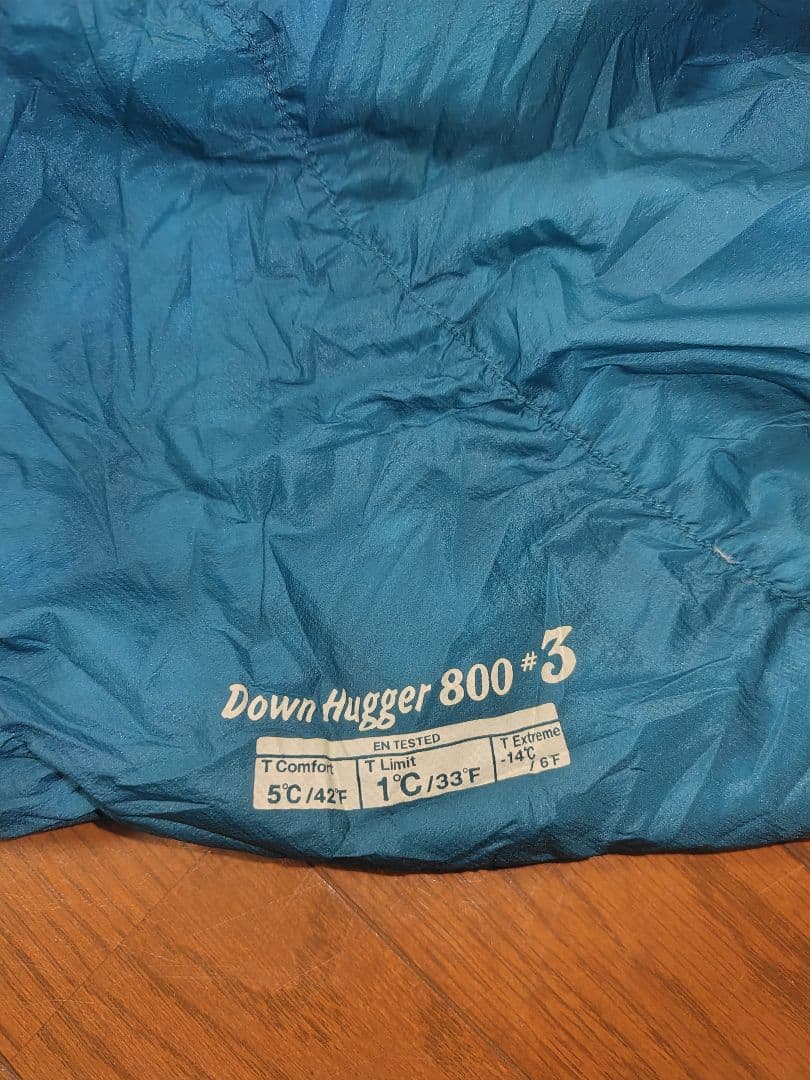 Down Hugger 800 #3
EN TESTED
T Comfort T Limit T Extreme
5℃/42°F 1℃/33°F -14℃/6°F